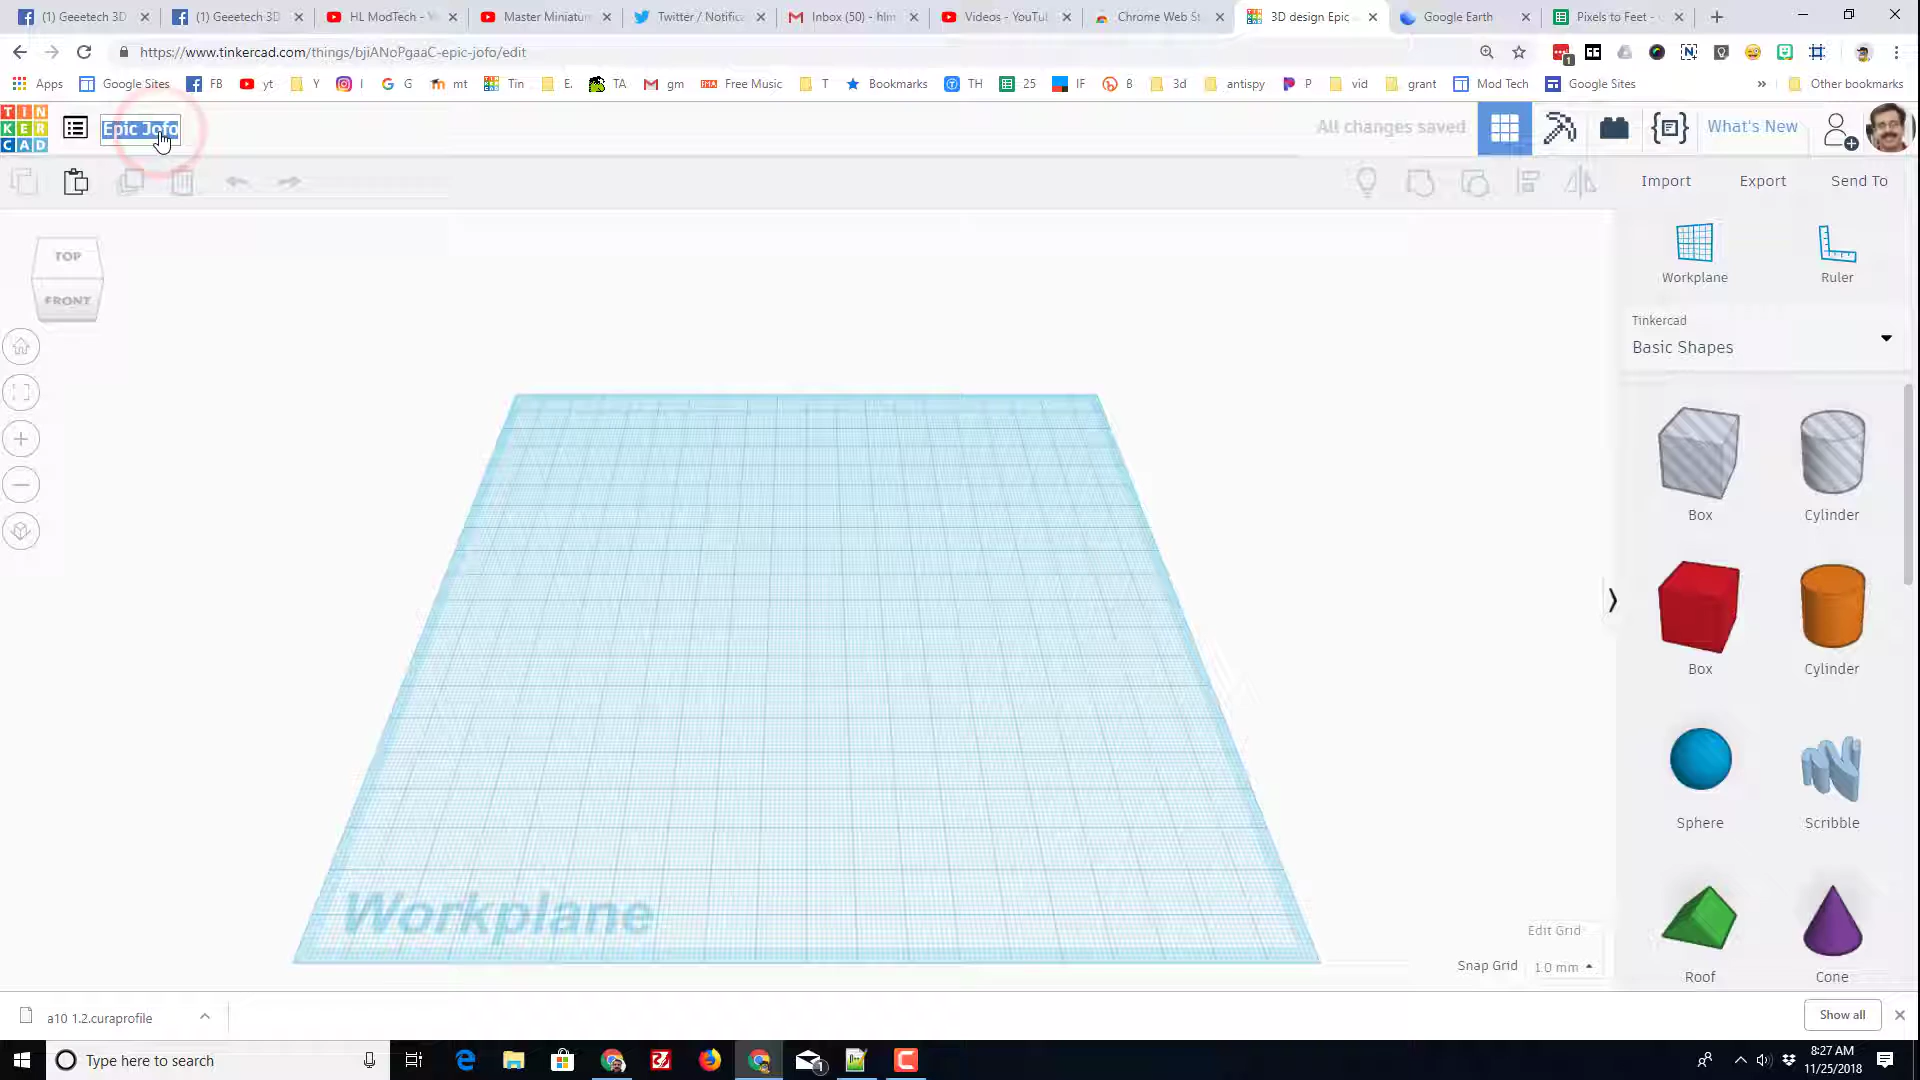 (1) Geeetech 3D
(1) Geeetech 3D
HL ModTech -
Master Miniatur
Twitter / Notific
Inbox (50) - hlm
Videos - YouTu
Chrome Web St
3D design Epic
Google Earth
Pixels to Feet -
https://www.tinkercad.com/things/bjiANoPgaaC-epic-jofo/edit
Apps
Google Sites
FB
yt
Y
I
G
mt
Tin
E.
TA
gm
Free Music
T
Bookmarks
TH
25
IF
B
3d
antispy
P
vid
grant
Mod Tech
Google Sites
»
Other bookmarks
TIN
KER
CAD
Epic Jofo
All changes saved
What's New
Import
Export
Send To
TOP
FRONT
Workplane
Ruler
Tinkercad
Basic Shapes
Box
Cylinder
Box
Cylinder
Sphere
Scribble
Roof
Cone
Workplane
Edit Grid
Snap Grid
1.0 mm
a10 1.2.curaprofile
Show all
Type here to search
8:27 AM
11/25/2018